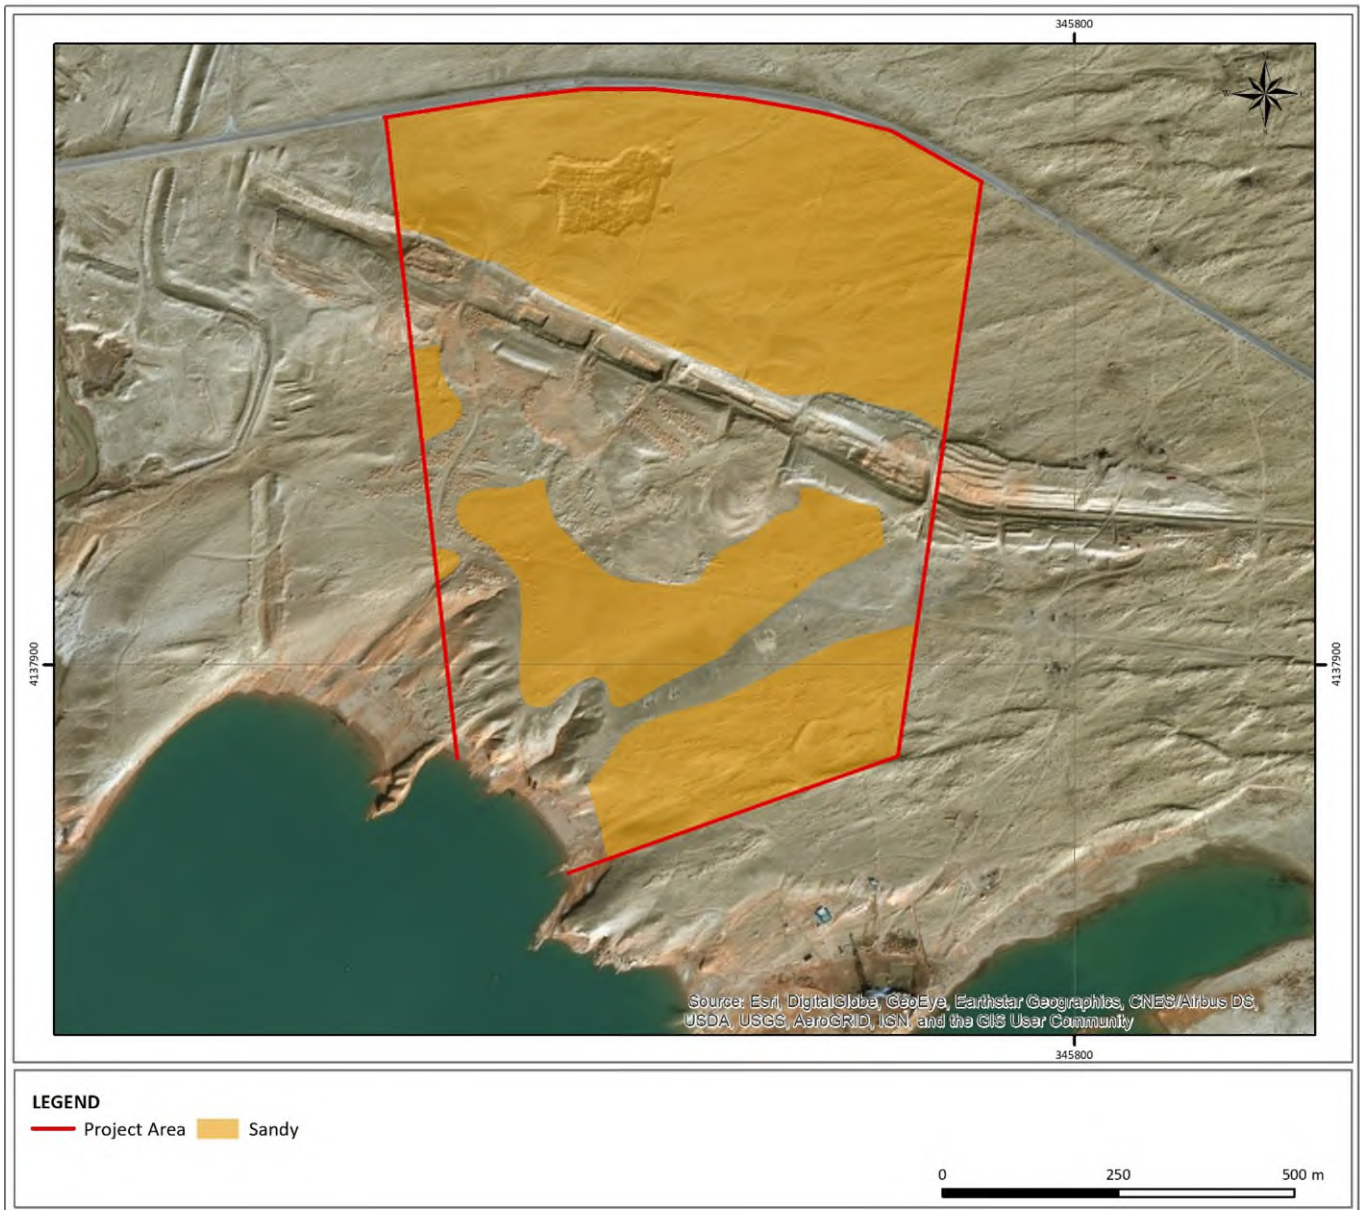 345800
4137900
4137900
Source: Esri, DigitalGlobe, GeoEye, Earthstar Geographics, CNES/Airbus DS,
USDA, USGS, AeroGRID, IGN, and the GIS User Community
345800
LEGEND
Project Area
Sandy
0 250 500 m